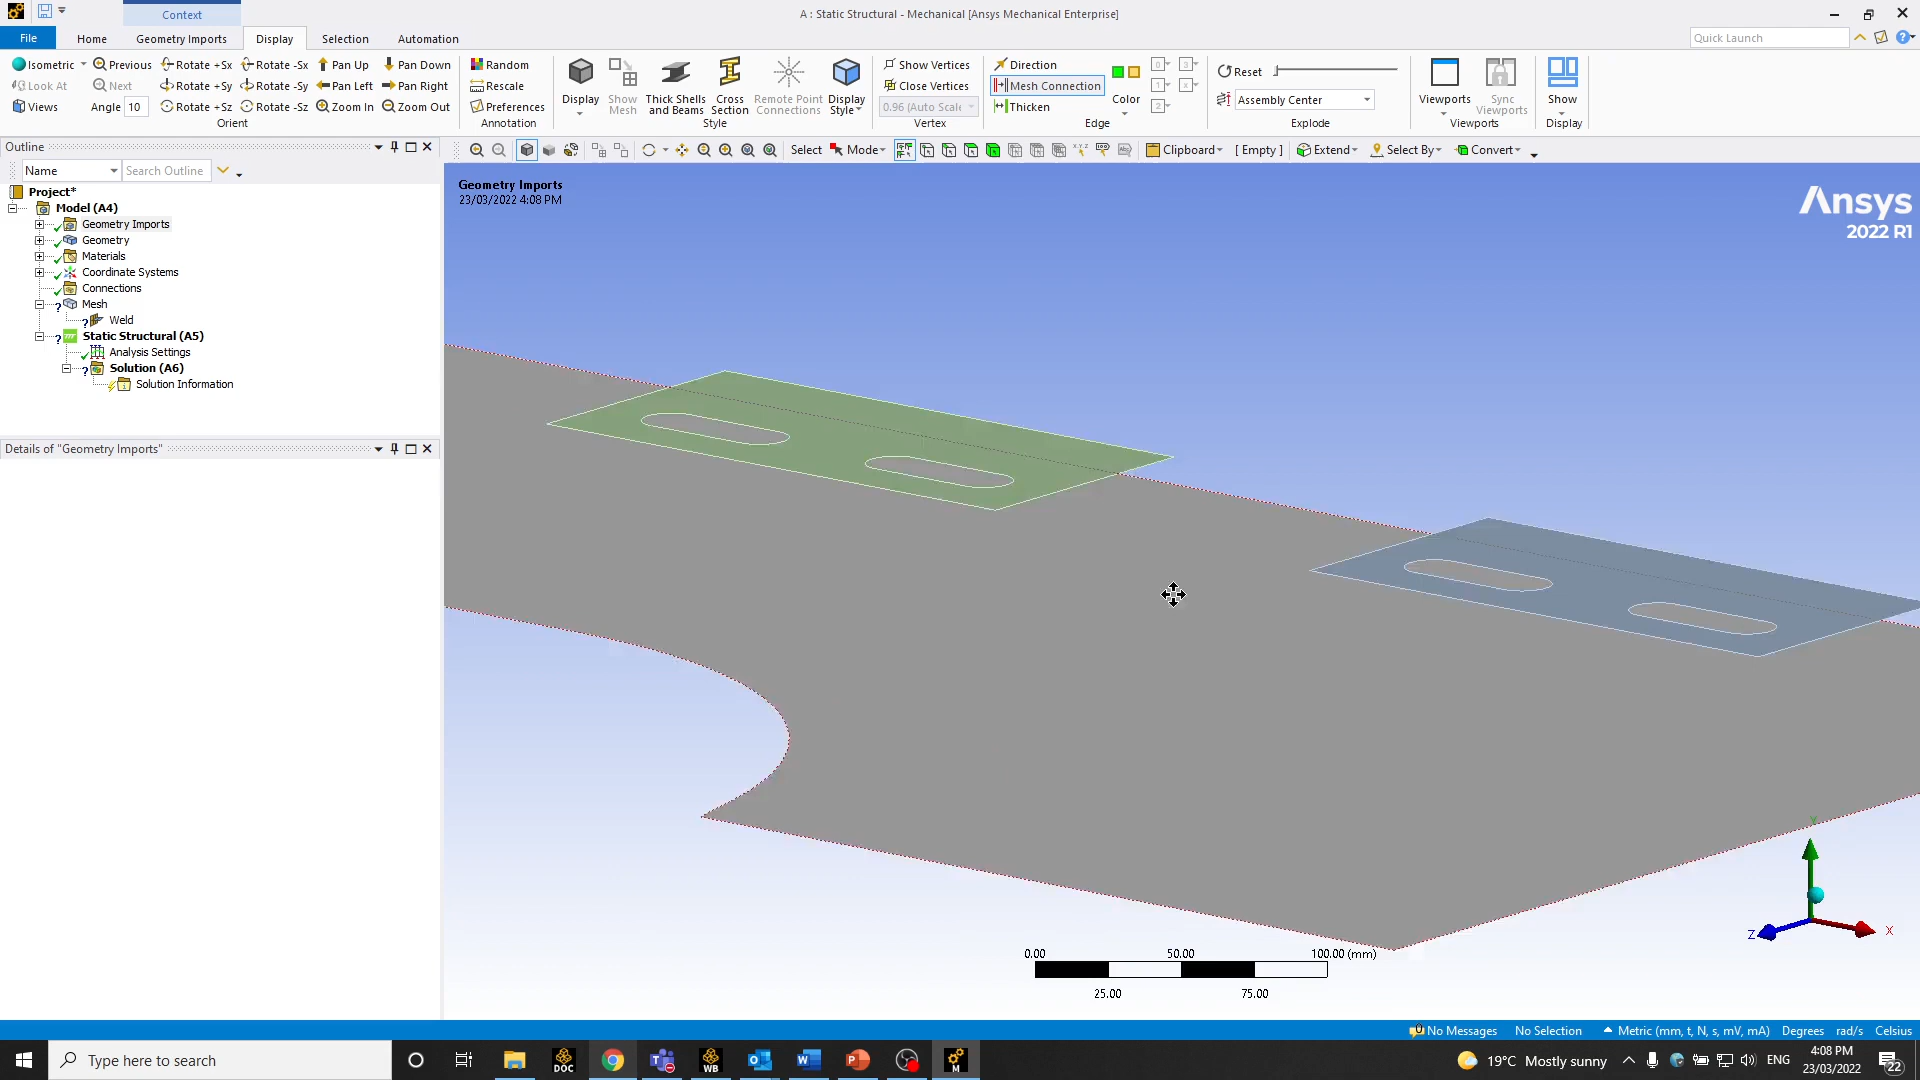 Context
A : Static Structural - Mechanical [Ansys Mechanical Enterprise]
File Home Geometry Imports Display Selection Automation
Quick Launch
Isometric Previous Rotate +Sx Rotate -Sx Pan Up Pan Down
Look At Next Rotate +Sy Rotate -Sy Pan Left Pan Right
Views Angle 10 Rotate +Sz Rotate -Sz Zoom In Zoom Out
Orient
Random
Rescale
Preferences
Annotation
Display Show Mesh Thick Shells and Beams Cross Section Remote Point Connections Display Style
Style
Show Vertices
Close Vertices
0.96 (Auto Scale
Vertex
Direction
Mesh Connection
Thicken
Color
Edge
Reset
Assembly Center
Explode
Viewports Sync Viewports
Viewports
Show
Display
Outline
Name Search Outline
Select Mode Clipboard [ Empty ] Extend Select By Convert
Project*
Model (A4)
Geometry Imports
Geometry
Materials
Coordinate Systems
Connections
Mesh
Weld
Static Structural (A5)
Analysis Settings
Solution (A6)
Solution Information
Details of "Geometry Imports"
Geometry Imports
23/03/2022 4:08 PM
Ansys
2022 R1
Y
Z
X
0.00 50.00 100.00 (mm)
25.00 75.00
No Messages No Selection Metric (mm, t, N, s, mV, mA) Degrees rad/s Celsius
Type here to search
DOC
WB
M
19°C Mostly sunny
ENG
4:08 PM
23/03/2022
22